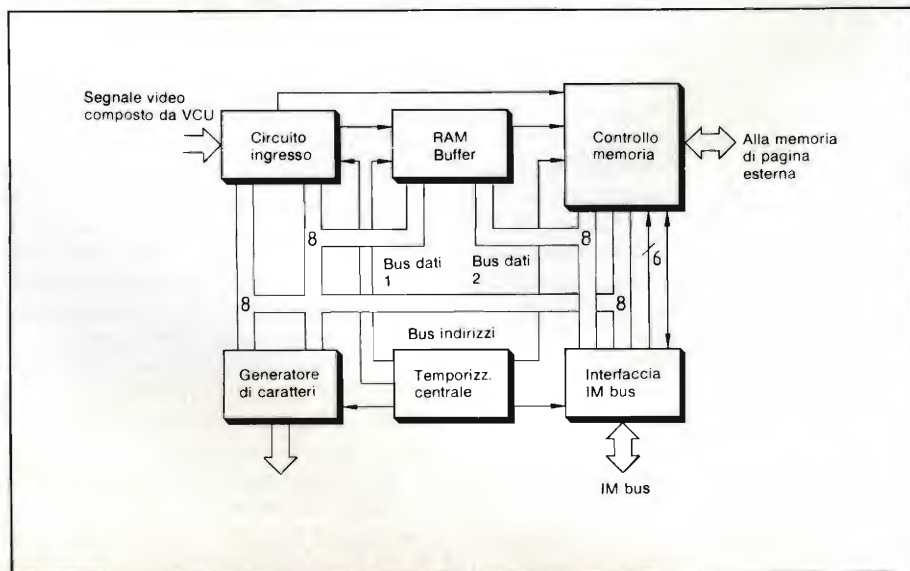 Segnale video
composto da VCU
Circuito
ingresso
RAM
Buffer
Controllo
memoria
Alla memoria
di pagina
esterna
8
8
6
Bus dati
1
Bus dati
2
8
8
Bus indirizzi
Generatore
di caratteri
Temporizz.
centrale
Interfaccia
IM bus
IM bus